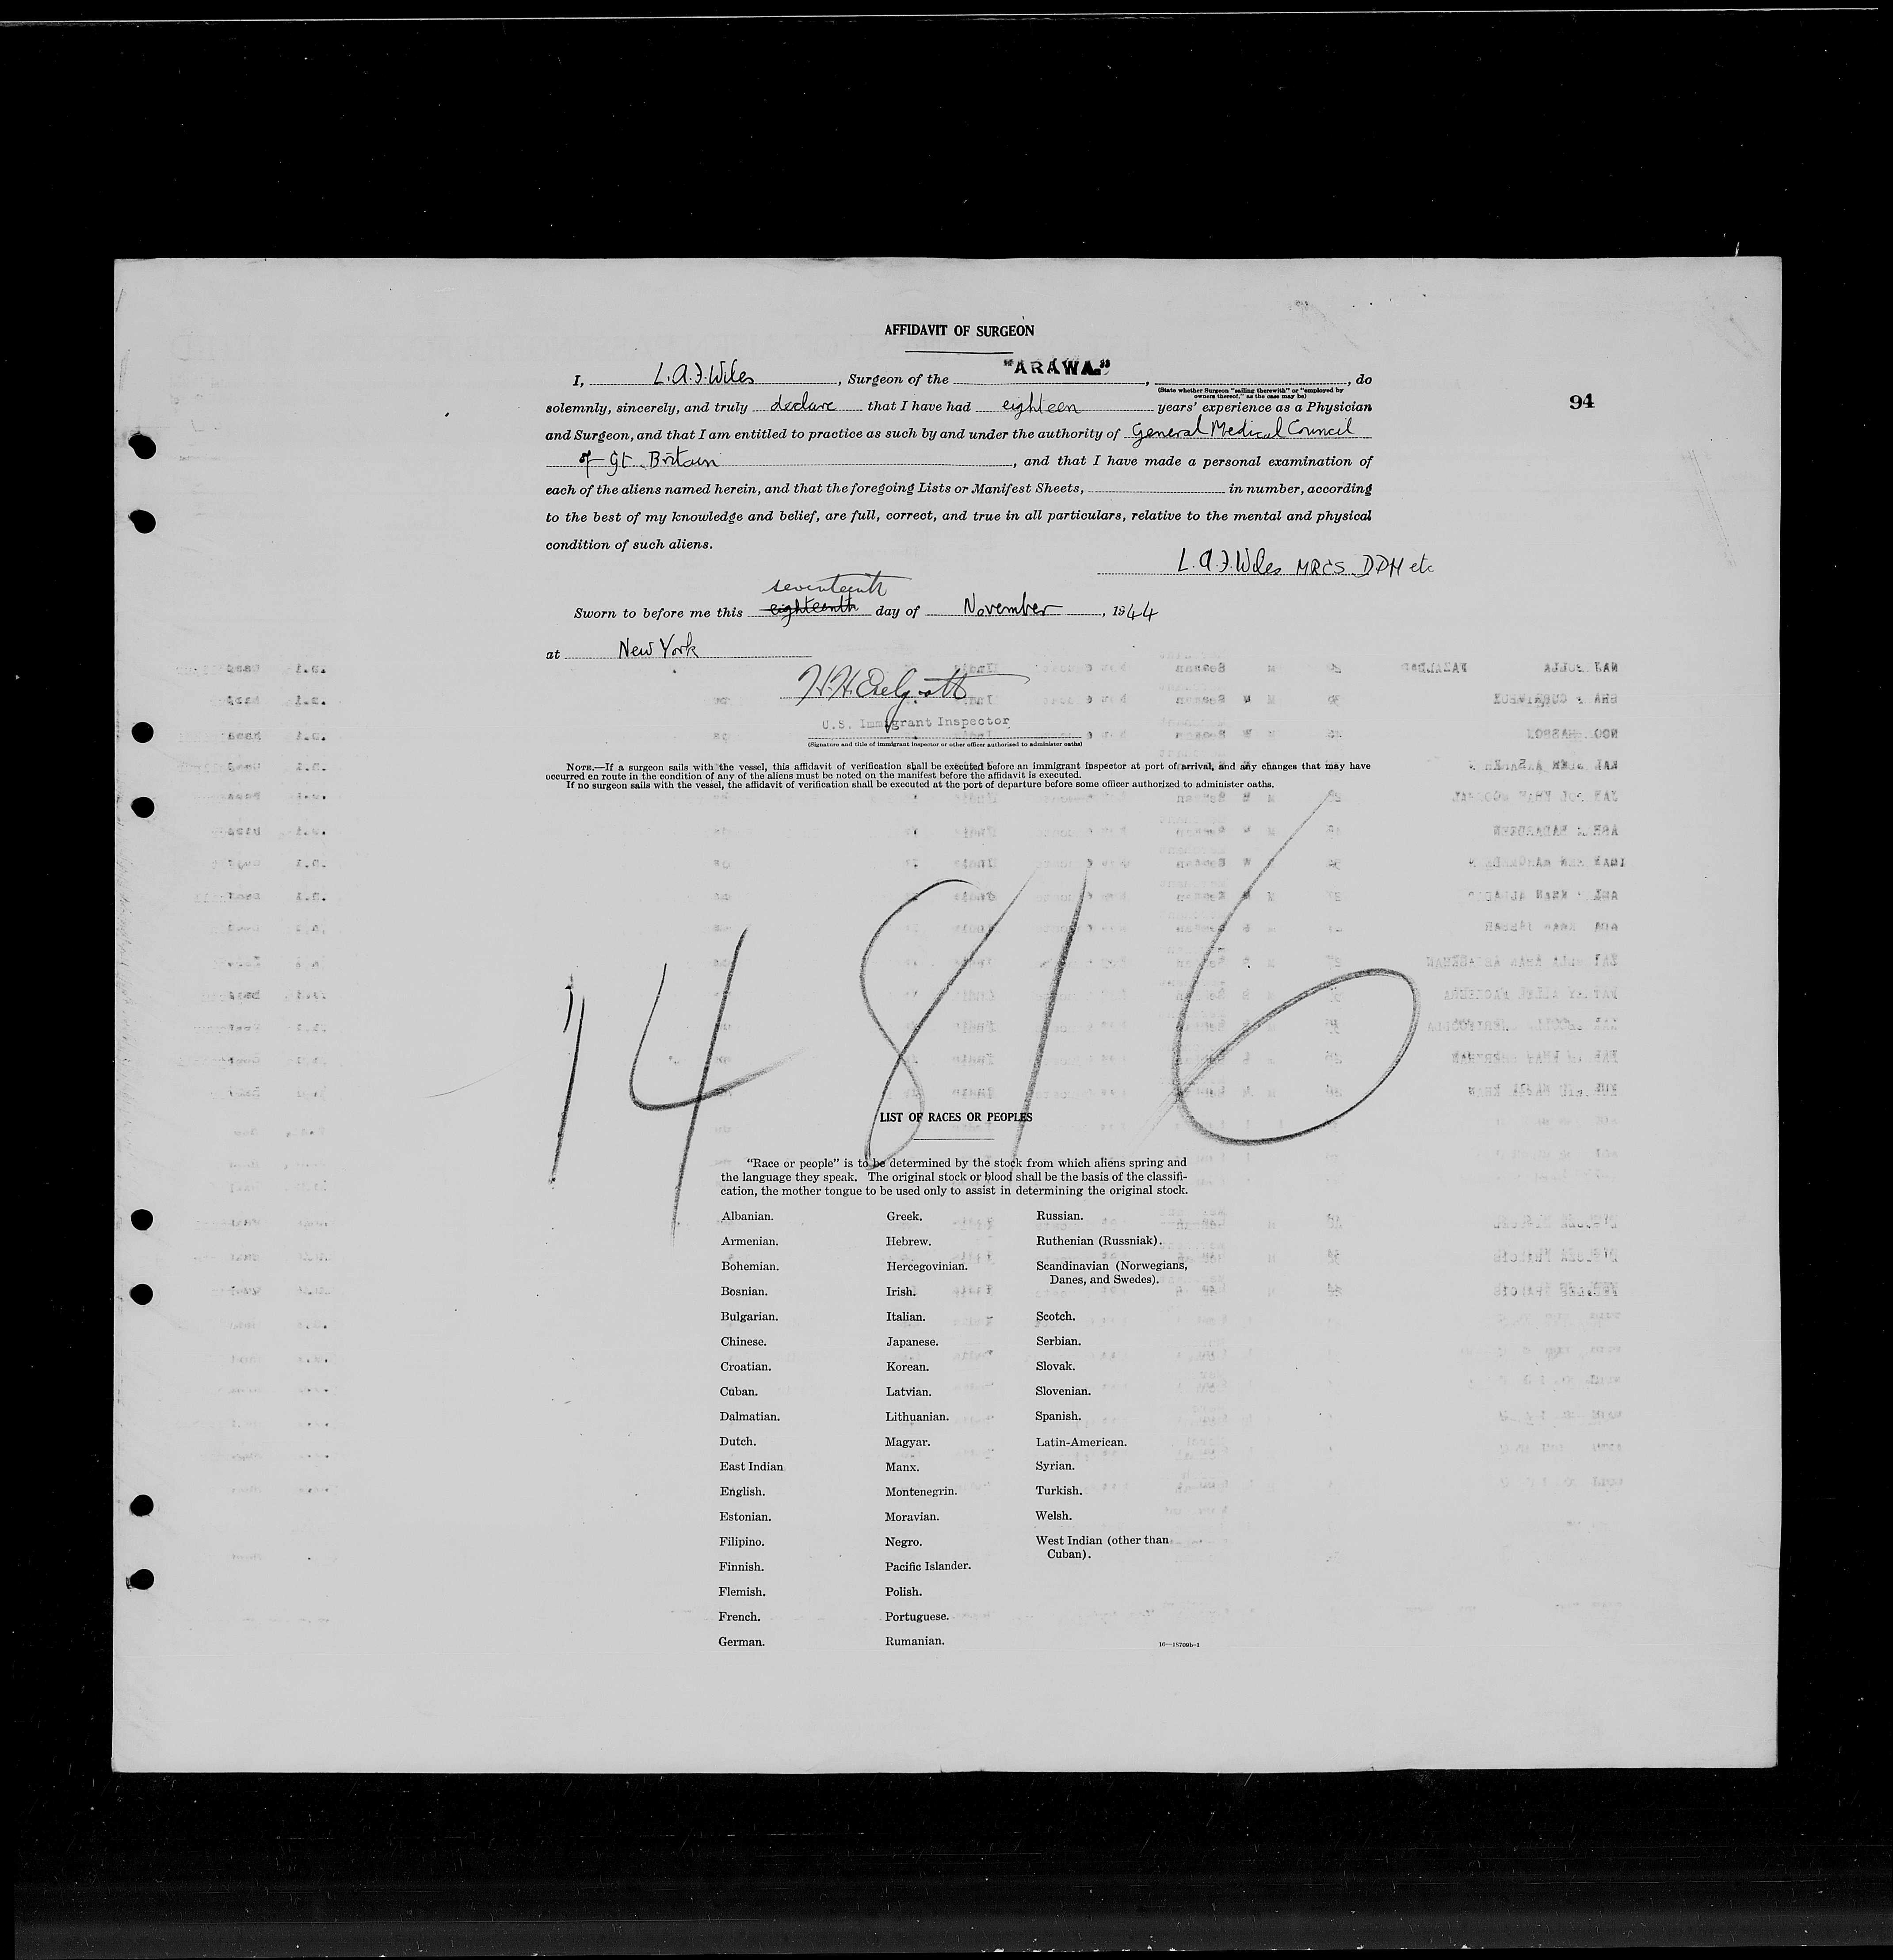 AFFIDAVIT OF SURGEON
I, L. A. F. Wiles, Surgeon of the "ARAWA.", , do
(State whether Surgeon "sailing therewith" or "employed by
owners thereof," as the case may be)
solemnly, sincerely, and truly declare that I have had eighteen years' experience as a Physician
94
and Surgeon, and that I am entitled to practice as such by and under the authority of General Medical Council
of Gt. Britain, and that I have made a personal examination of
each of the aliens named herein, and that the foregoing Lists or Manifest Sheets, in number, according
to the best of my knowledge and belief, are full, correct, and true in all particulars, relative to the mental and physical
condition of such aliens.
L. A. F. Wiles MRCS. DPH etc
seventeenth
Sworn to before me this eighteenth day of November, 1944
at New York
U.S. Immigrant Inspector
(Signature and title of immigrant inspector or other officer authorized to administer oaths)
NOTE.—If a surgeon sails with the vessel, this affidavit of verification shall be executed before an immigrant inspector at port of arrival, and any changes that may have
occurred en route in the condition of any of the aliens must be noted on the manifest before the affidavit is executed.
If no surgeon sails with the vessel, the affidavit of verification shall be executed at the port of departure before some officer authorized to administer oaths.
14816
LIST OF RACES OR PEOPLES
"Race or people" is to be determined by the stock from which aliens spring and
the language they speak. The original stock or blood shall be the basis of the classifi-
cation, the mother tongue to be used only to assist in determining the original stock.
Albanian.
Armenian.
Bohemian.
Bosnian.
Bulgarian.
Chinese.
Croatian.
Cuban.
Dalmatian.
Dutch.
East Indian
English.
Estonian.
Filipino.
Finnish.
Flemish.
French.
German.
Greek.
Hebrew.
Hercegovinian.
Irish.
Italian.
Japanese.
Korean.
Latvian.
Lithuanian.
Magyar.
Manx.
Montenegrin.
Moravian.
Negro.
Pacific Islander.
Polish.
Portuguese.
Rumanian.
Russian.
Ruthenian (Russniak).
Scandinavian (Norwegians,
Danes, and Swedes).
Scotch.
Serbian.
Slovak.
Slovenian.
Spanish.
Latin-American.
Syrian.
Turkish.
Welsh.
West Indian (other than
Cuban).
16—18709b-1